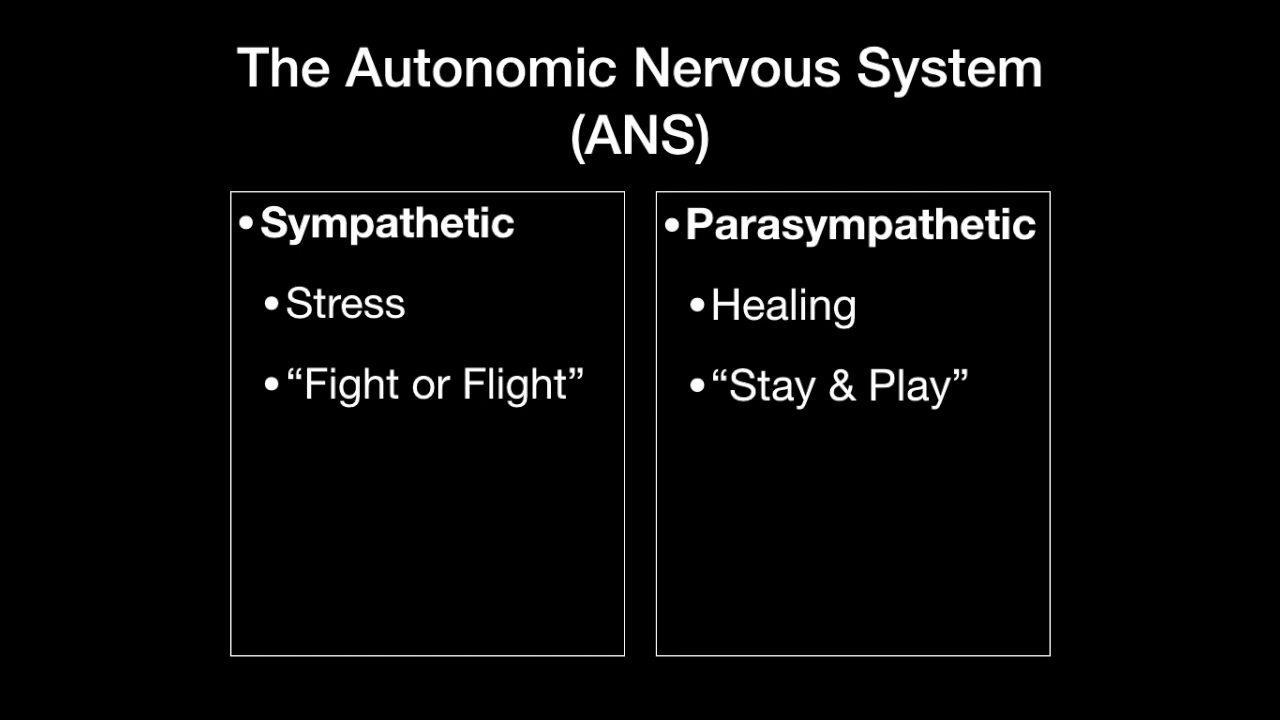 The Autonomic Nervous System
(ANS)
•Sympathetic
•Stress
•“Fight or Flight”
•Parasympathetic
•Healing
•“Stay & Play”